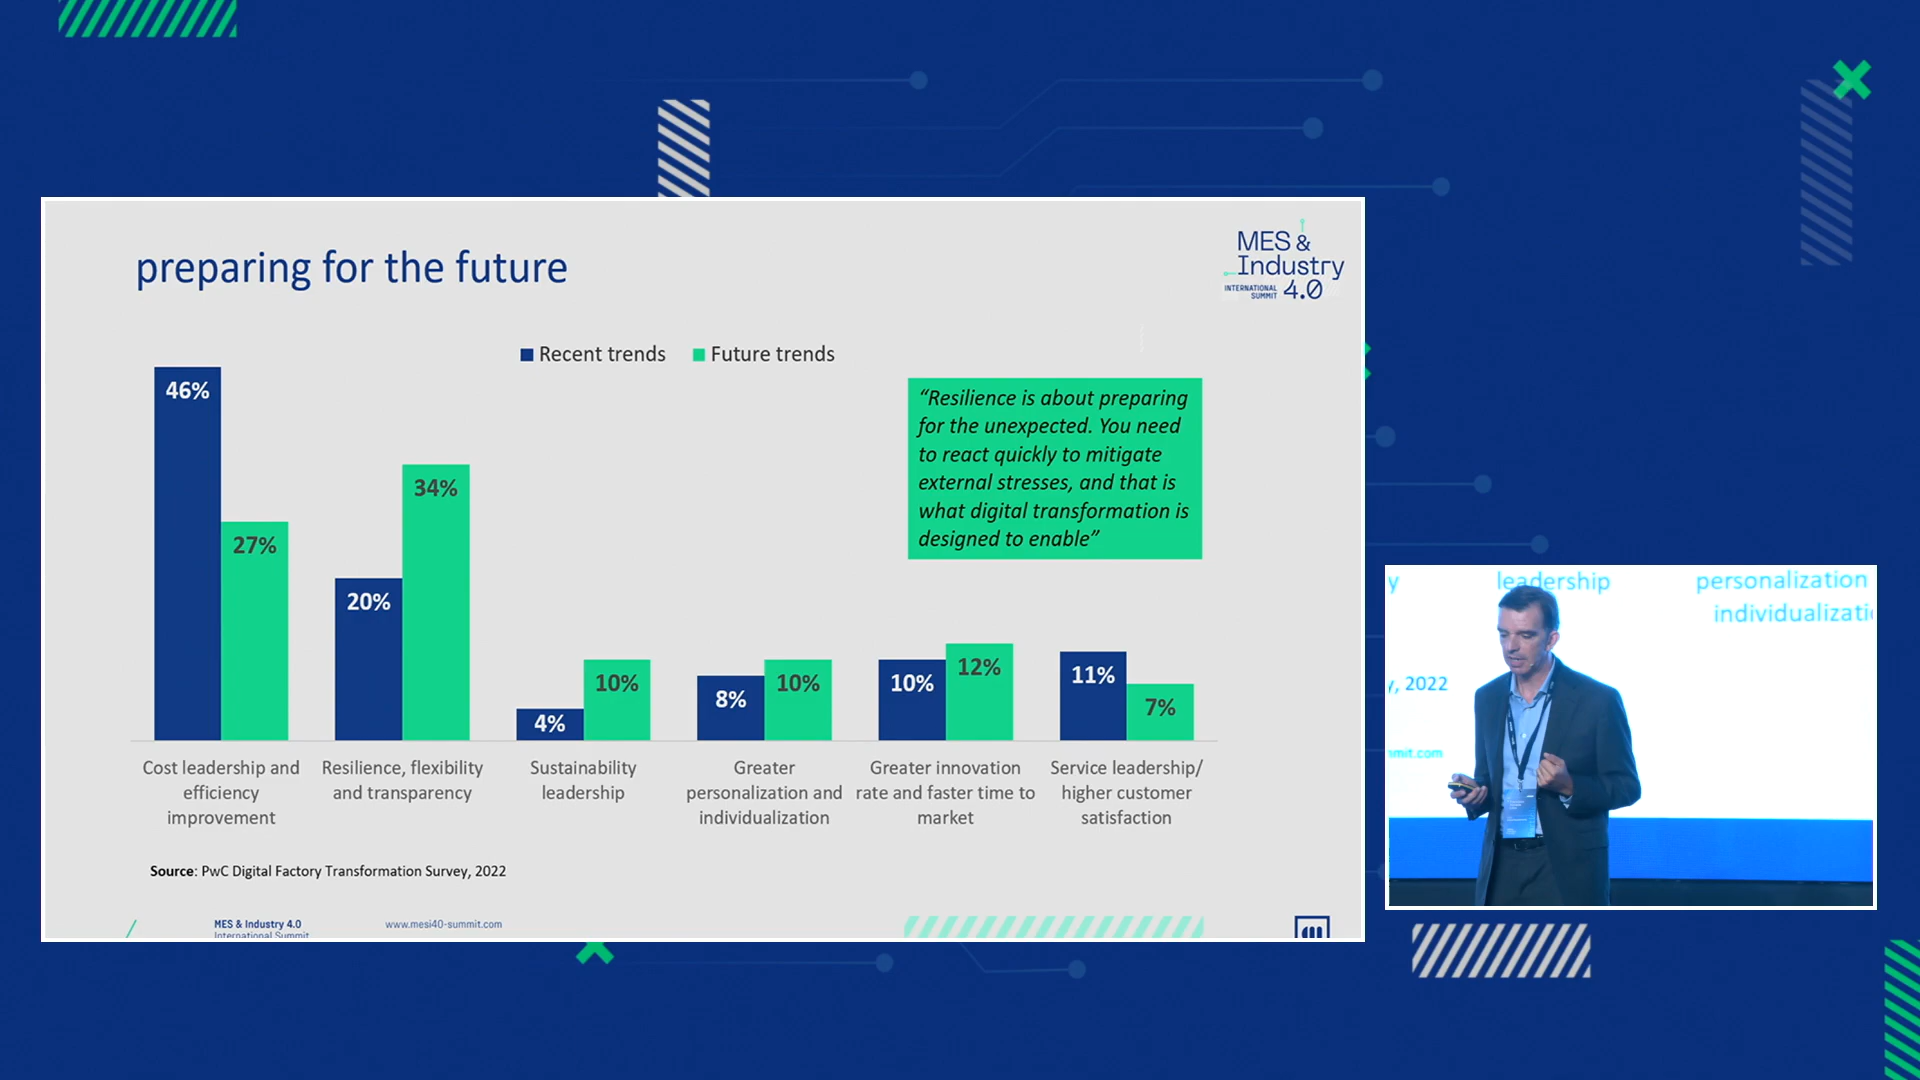 preparing for the future
MES &
Industry
INTERNATIONAL
SUMMIT
4.0
Recent trends
Future trends
46%
27%
20%
34%
4%
10%
8%
10%
10%
12%
11%
7%
“Resilience is about preparing
for the unexpected. You need
to react quickly to mitigate
external stresses, and that is
what digital transformation is
designed to enable”
Cost leadership and
efficiency
improvement
Resilience, flexibility
and transparency
Sustainability
leadership
Greater
personalization and
individualization
Greater innovation
rate and faster time to
market
Service leadership/
higher customer
satisfaction
Source: PwC Digital Factory Transformation Survey, 2022
MES & Industry 4.0
International Summit
www.mesi40-summit.com
y
leadership
personalization
individualizati
y, 2022
mmit.com